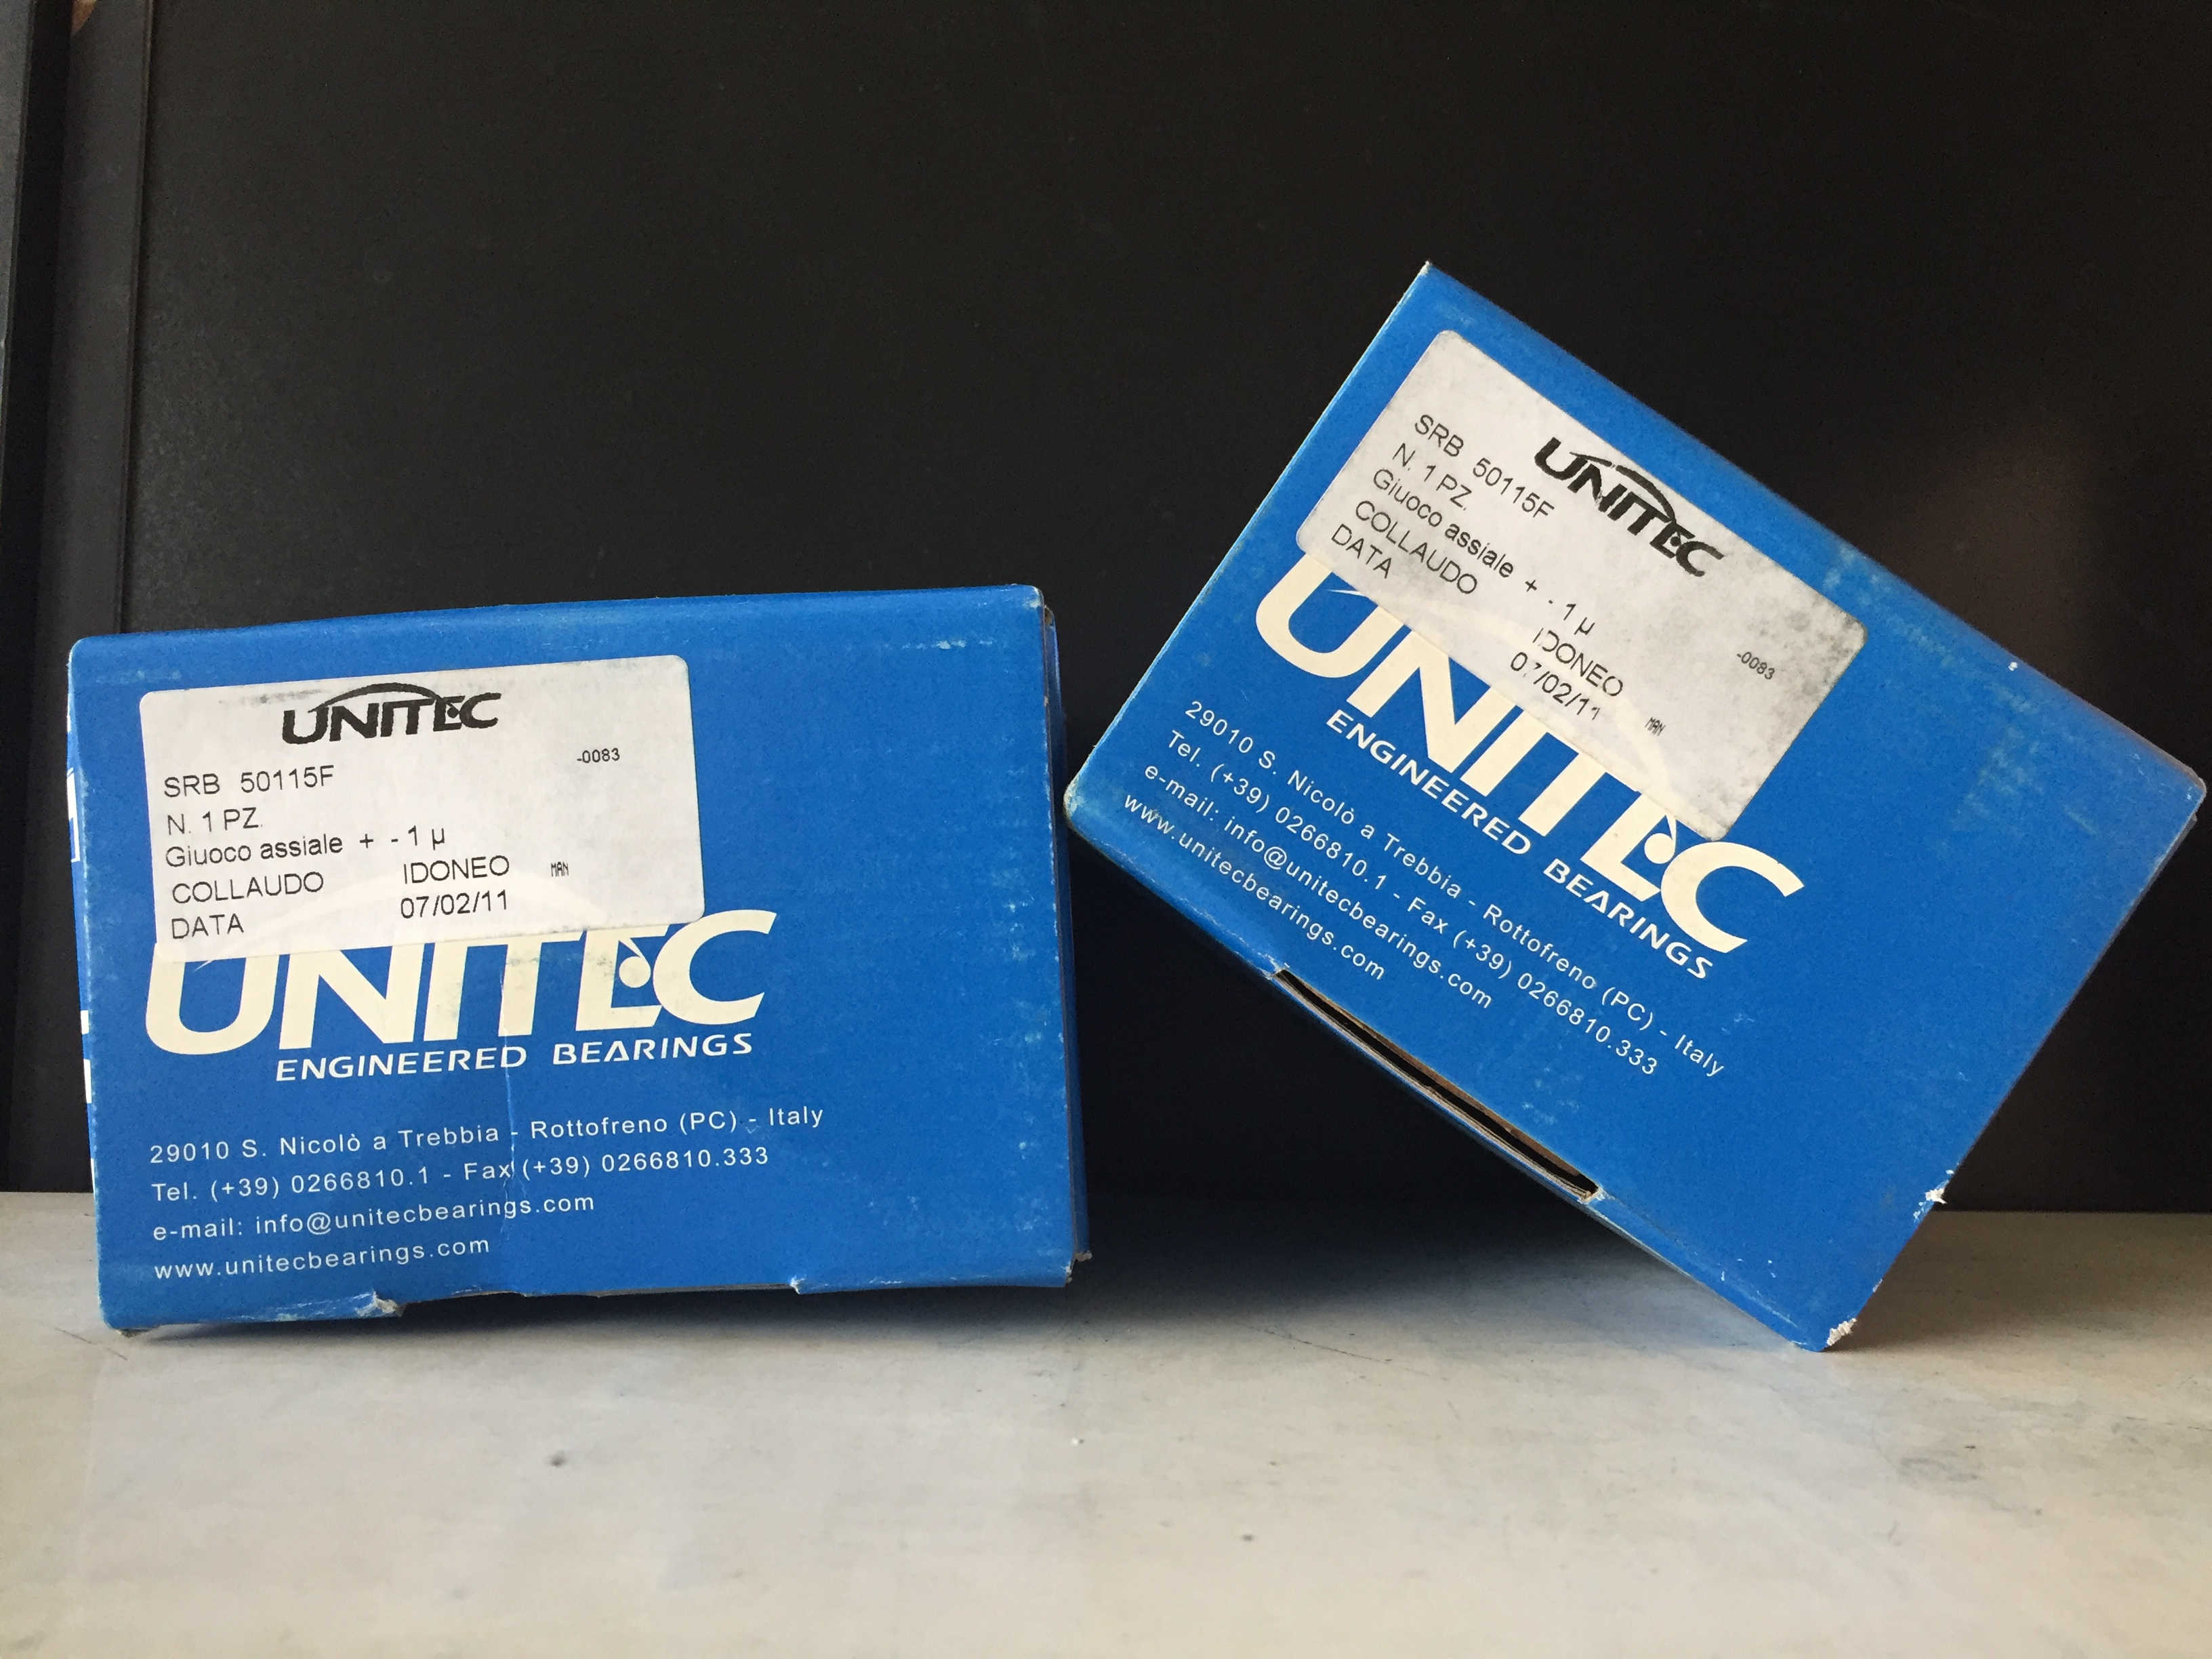 UNITEC
-0083
SRB 50115F
N. 1 PZ.
Giuoco assiale + - 1 µ
COLLAUDO IDONEO MAN
DATA 07/02/11
UNITEC
ENGINEERED BEARINGS
29010 S. Nicolò a Trebbia - Rottofreno (PC) - Italy
Tel. (+39) 0266810.1 - Fax (+39) 0266810.333
e-mail: info@unitecbearings.com
www.unitecbearings.com
UNITEC
-0083
SRB 50115F
N. 1 PZ.
Giuoco assiale + - 1 µ
COLLAUDO IDONEO MAN
DATA 07/02/11
UNITEC
ENGINEERED BEARINGS
29010 S. Nicolò a Trebbia - Rottofreno (PC) - Italy
Tel. (+39) 0266810.1 - Fax (+39) 0266810.333
e-mail: info@unitecbearings.com
www.unitecbearings.com